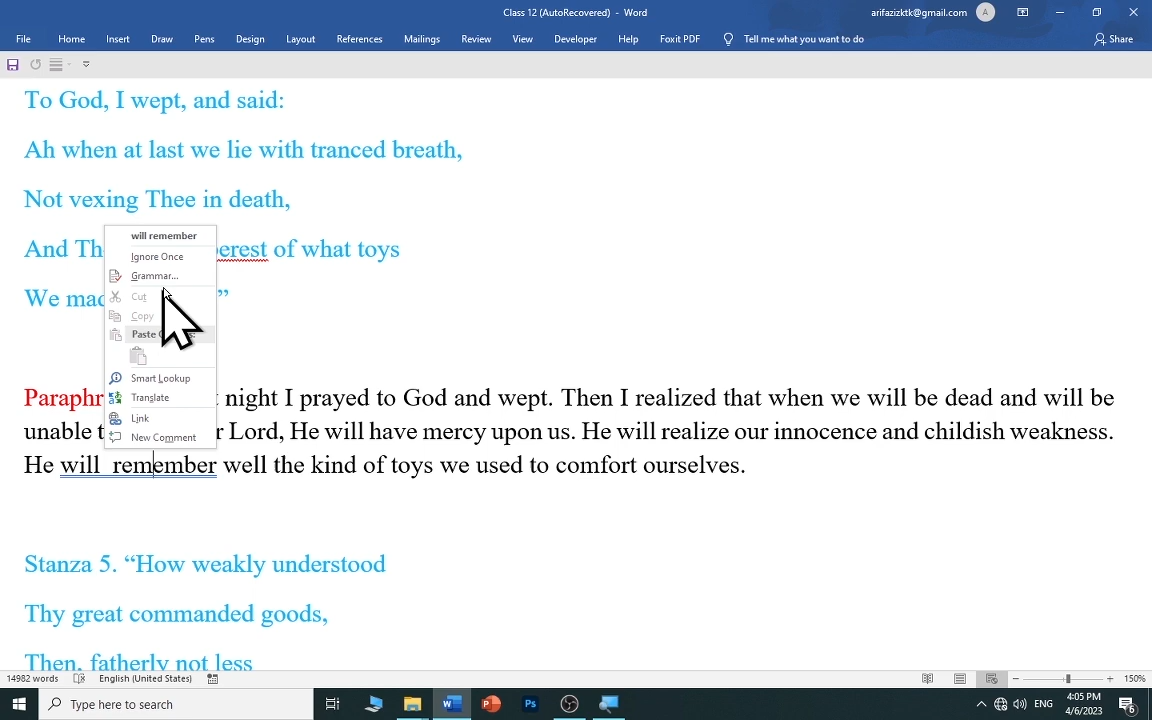 Class 12 (AutoRecovered) - Word
arifazizktk@gmail.com
A
File Home Insert Draw Pens Design Layout References Mailings Review View Developer Help Foxit PDF Tell me what you want to do Share
To God, I wept, and said:
Ah when at last we lie with tranced breath,
Not vexing Thee in death,
And Th berest of what toys
We mad ”
will remember
Ignore Once
Grammar...
Cut
Copy
Paste
Smart Lookup
Translate
Link
New Comment
Paraphr night I prayed to God and wept. Then I realized that when we will be dead and will be
unable t r Lord, He will have mercy upon us. He will realize our innocence and childish weakness.
He will remember well the kind of toys we used to comfort ourselves.
Stanza 5. “How weakly understood
Thy great commanded goods,
Then, fatherly not less
14982 words English (United States) 150%
Type here to search
W P Ps
ENG
4:05 PM
4/6/2023
6